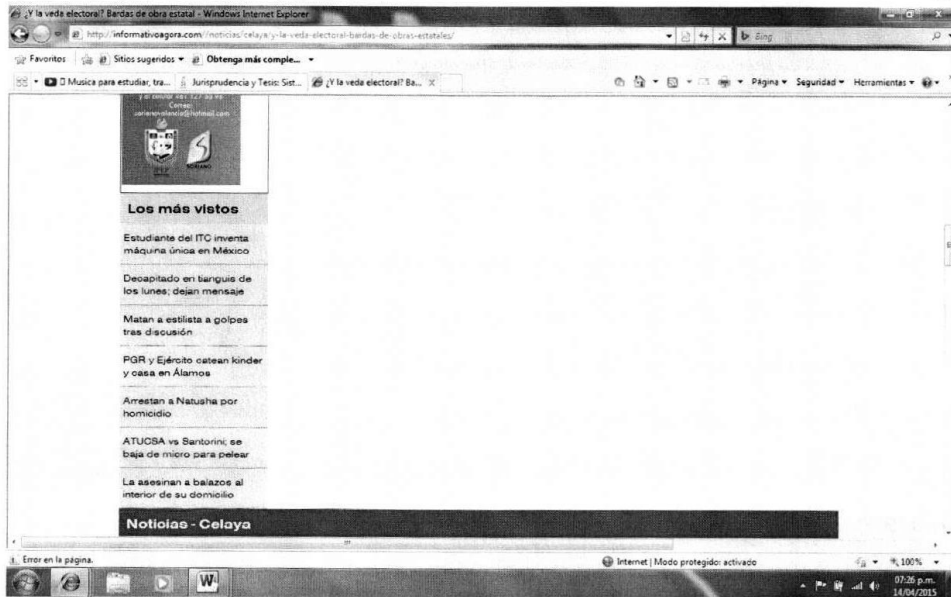 ¿Y la veda electoral? Bardas de obra estatal - Windows Internet Explorer
http://informativoagora.com//noticias/celaya/y-la-veda-electoral-bardas-de-obras-estatales/
Bing
Favoritos Sitios sugeridos Obtenga más comple...
Musica para estudiar, tra... Jurisprudencia y Tesis: Sist... ¿Y la veda electoral? Ba... X Página Seguridad Herramientas
Correo:
Los más vistos
Estudiante del ITC inventa
máquina única en México
Decapitado en tianguis de
los lunes; dejan mensaje
Matan a estilista a golpes
tras discusión
PGR y Ejército catean kinder
y casa en Álamos
Arrestan a Natusha por
homicidio
ATUCSA vs Santorini; se
baja de micro para pelear
La asesinan a balazos al
interior de su domicilio
Noticias - Celaya
Error en la página. Internet | Modo protegido: activado 100%
07:26 p.m.
14/04/2015